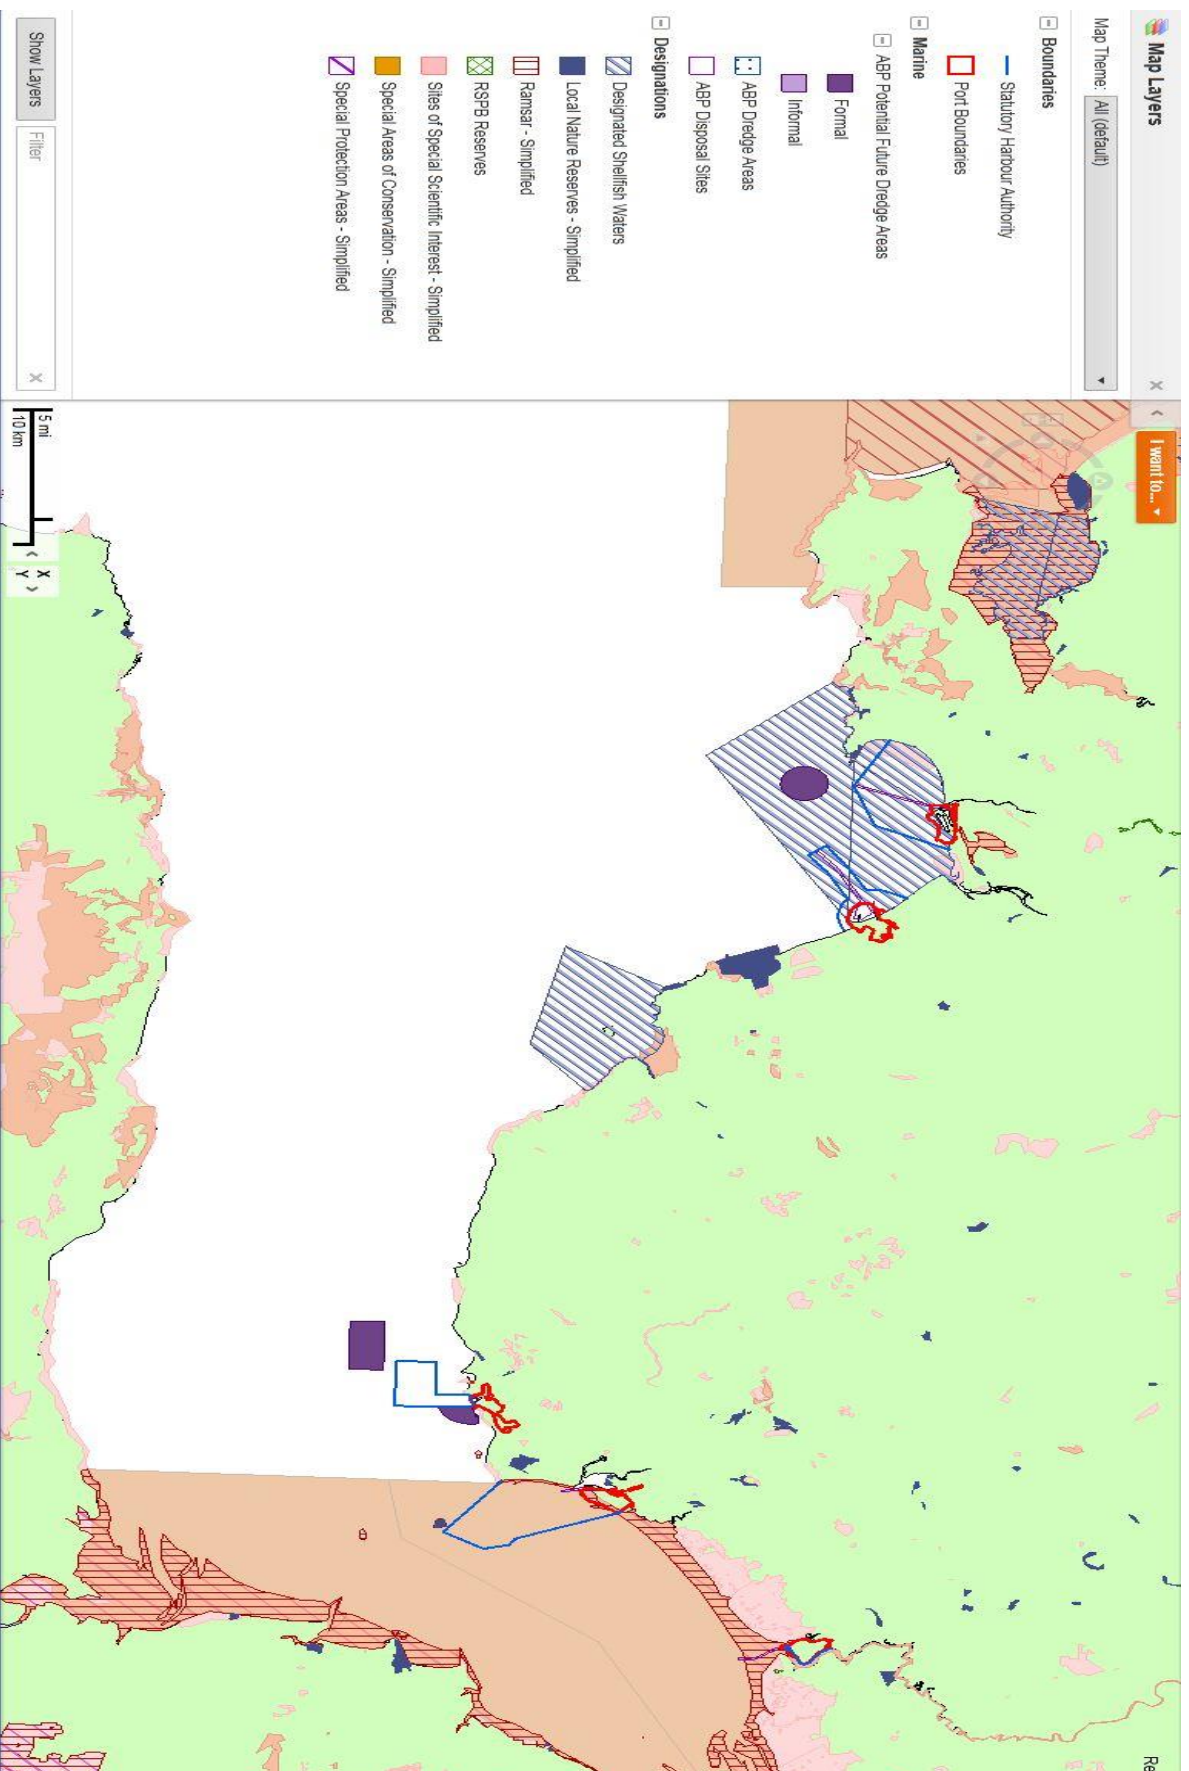 Map Layers
X
<
I want to...
Map Theme: All (default)
Boundaries
Statutory Harbour Authority
Port Boundaries
Marine
ABP Potential Future Dredge Areas
Formal
Informal
ABP Dredge Areas
ABP Disposal Sites
Designations
Designated Shellfish Waters
Local Nature Reserves - Simplified
Ramsar - Simplified
RSPB Reserves
Sites of Special Scientific Interest - Simplified
Special Areas of Conservation - Simplified
Special Protection Areas - Simplified
Show Layers
Filter
X
5 mi
10 km
X
Y
Re